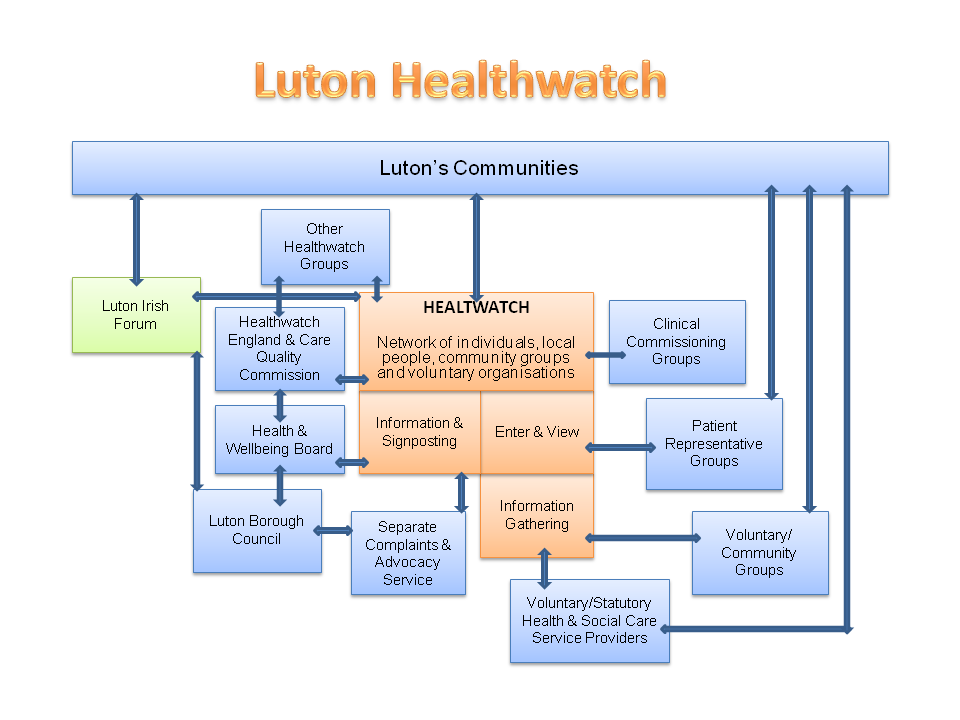 Luton Healthwatch
Luton's Communities
Other
Healthwatch
Groups
Luton Irish
Forum
Healthwatch
England & Care
Quality
Commission
HEALTWATCH
Network of individuals, local
people, community groups
and voluntary organisations
Clinical
Commissioning
Groups
Health &
Wellbeing Board
Information &
Signposting
Enter & View
Patient
Representative
Groups
Luton Borough
Council
Separate
Complaints &
Advocacy
Service
Information
Gathering
Voluntary/
Community
Groups
Voluntary/Statutory
Health & Social Care
Service Providers